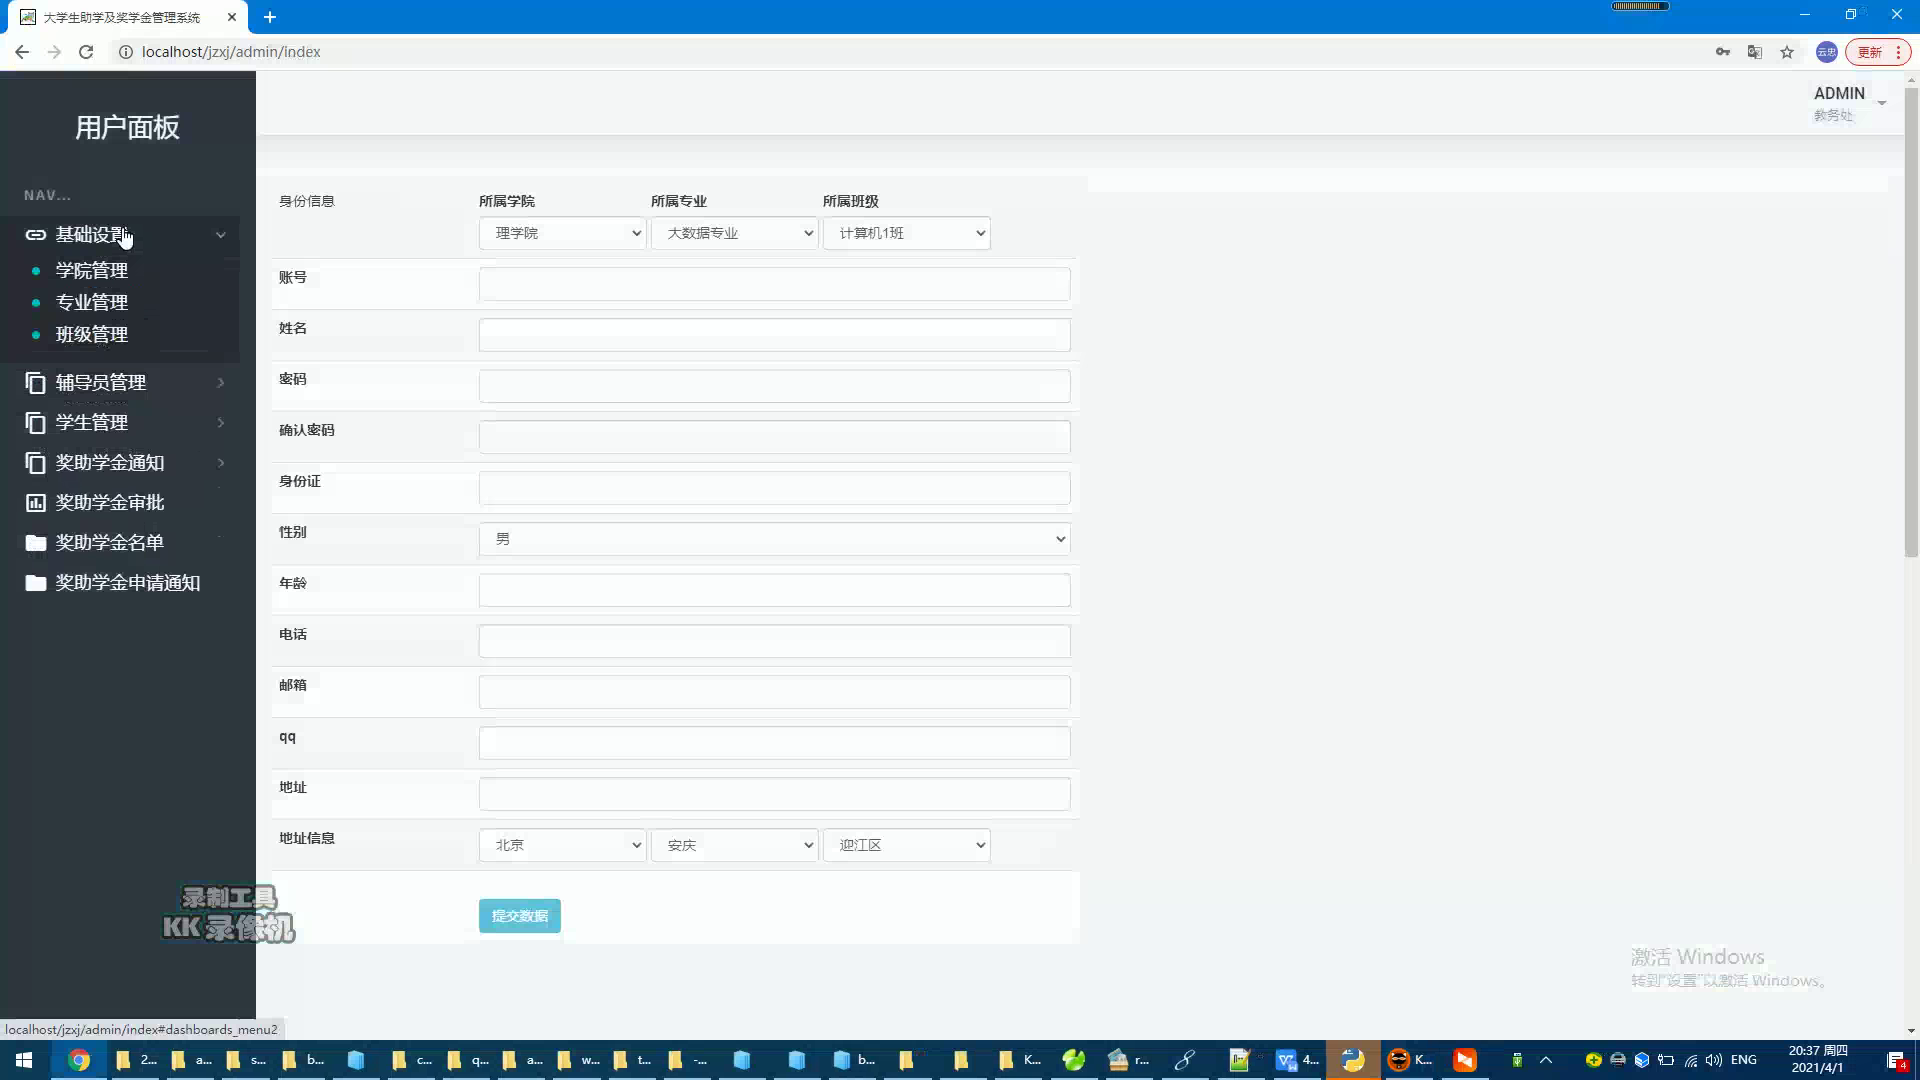 大学生助学及奖学金管理系统
localhost/jzxj/admin/index
云忠
更新
用户面板
NAV...
基础设置
学院管理
专业管理
班级管理
辅导员管理
学生管理
奖助学金通知
奖助学金审批
奖助学金名单
奖助学金申请通知
ADMIN
教务处
身份信息
所属学院 所属专业 所属班级
理学院 大数据专业 计算机1班
账号
姓名
密码
确认密码
身份证
性别
男
年龄
电话
邮箱
qq
地址
地址信息
北京 安庆 迎江区
提交数据
录制工具
KK 录像机
激活 Windows
转到"设置"以激活 Windows。
localhost/jzxj/admin/index#dashboards_menu2
2... a... s... b... c... q... a... w... t... -... b... K... r... 4... K...
ENG
20:37 周四
2021/4/1
4